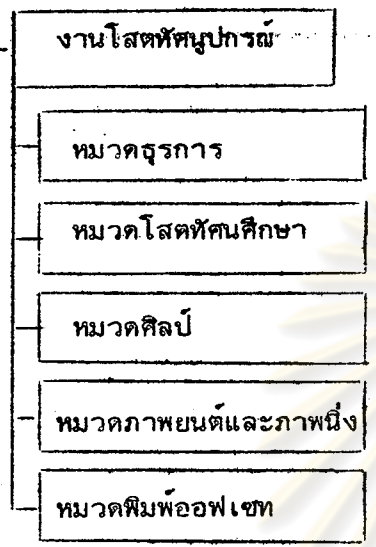 งานโสตทัศนูปกรณ์
หมวดธุรการ
หมวดโสตทัศนศึกษา
หมวดศิลป์
หมวดภาพยนต์และภาพนิ่ง
หมวดพิมพ์ออฟเซท